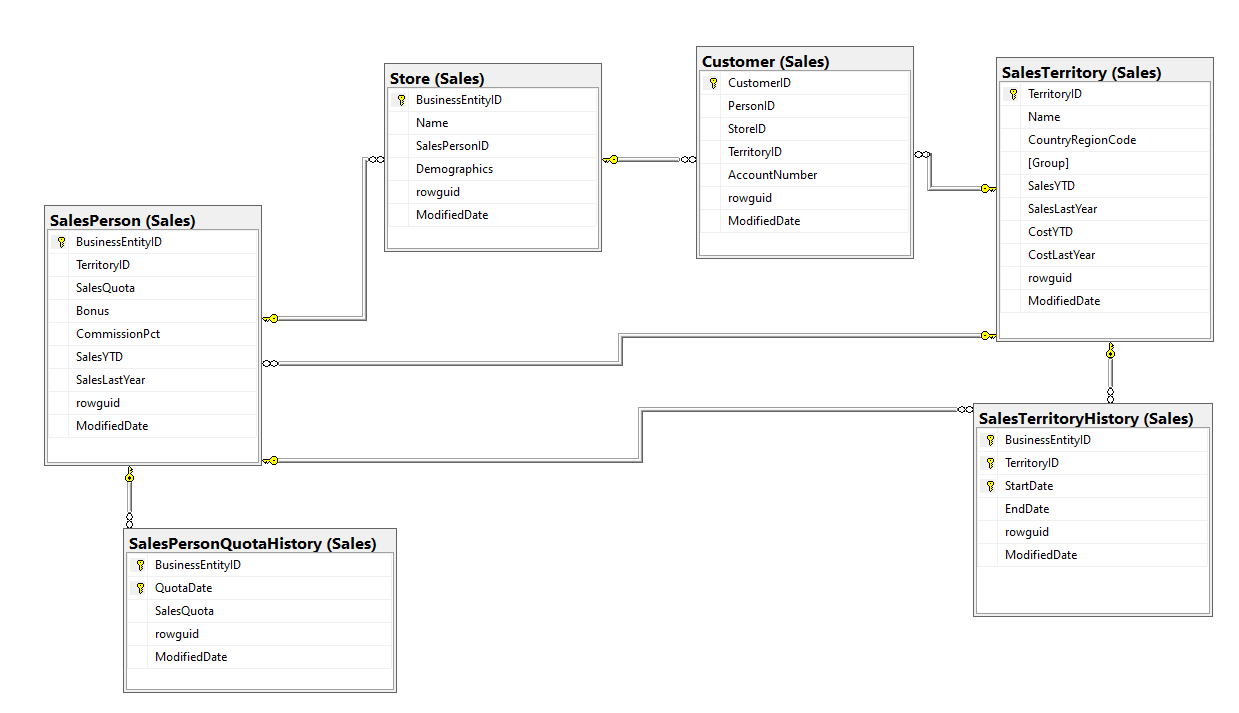 Store (Sales)
BusinessEntityID
Name
SalesPersonID
Demographics
rowguid
ModifiedDate
Customer (Sales)
CustomerID
PersonID
StoreID
TerritoryID
AccountNumber
rowguid
ModifiedDate
SalesTerritory (Sales)
TerritoryID
Name
CountryRegionCode
[Group]
SalesYTD
SalesLastYear
CostYTD
CostLastYear
rowguid
ModifiedDate
SalesPerson (Sales)
BusinessEntityID
TerritoryID
SalesQuota
Bonus
CommissionPct
SalesYTD
SalesLastYear
rowguid
ModifiedDate
SalesTerritoryHistory (Sales)
BusinessEntityID
TerritoryID
StartDate
EndDate
rowguid
ModifiedDate
SalesPersonQuotaHistory (Sales)
BusinessEntityID
QuotaDate
SalesQuota
rowguid
ModifiedDate